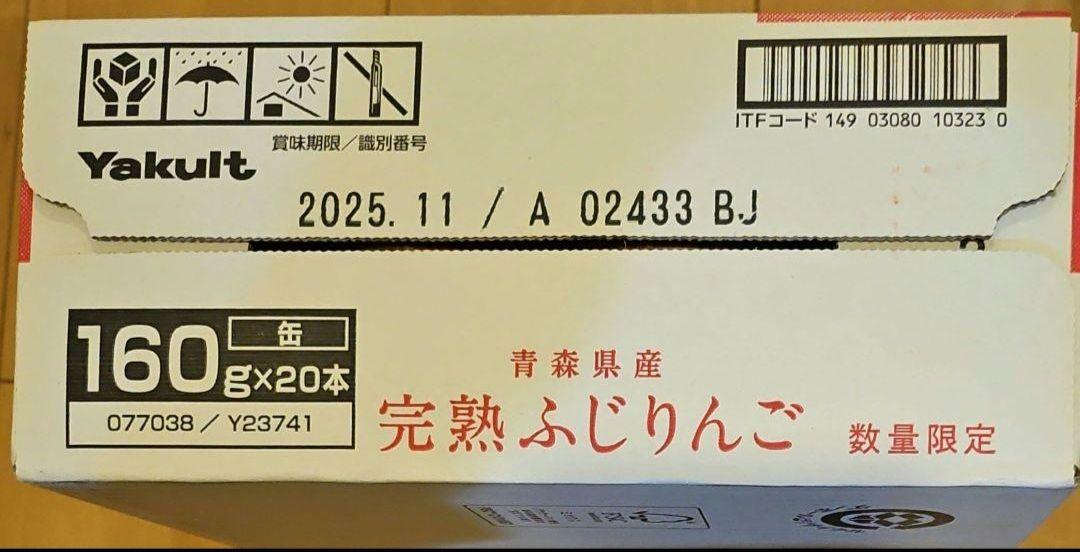 ITFコード 149 03080 10323 0
賞味期限／識別番号
Yakult
2025.11 / A 02433 BJ
160g×20本
缶
077038／Y23741
青森県産
完熟ふじりんご
数量限定